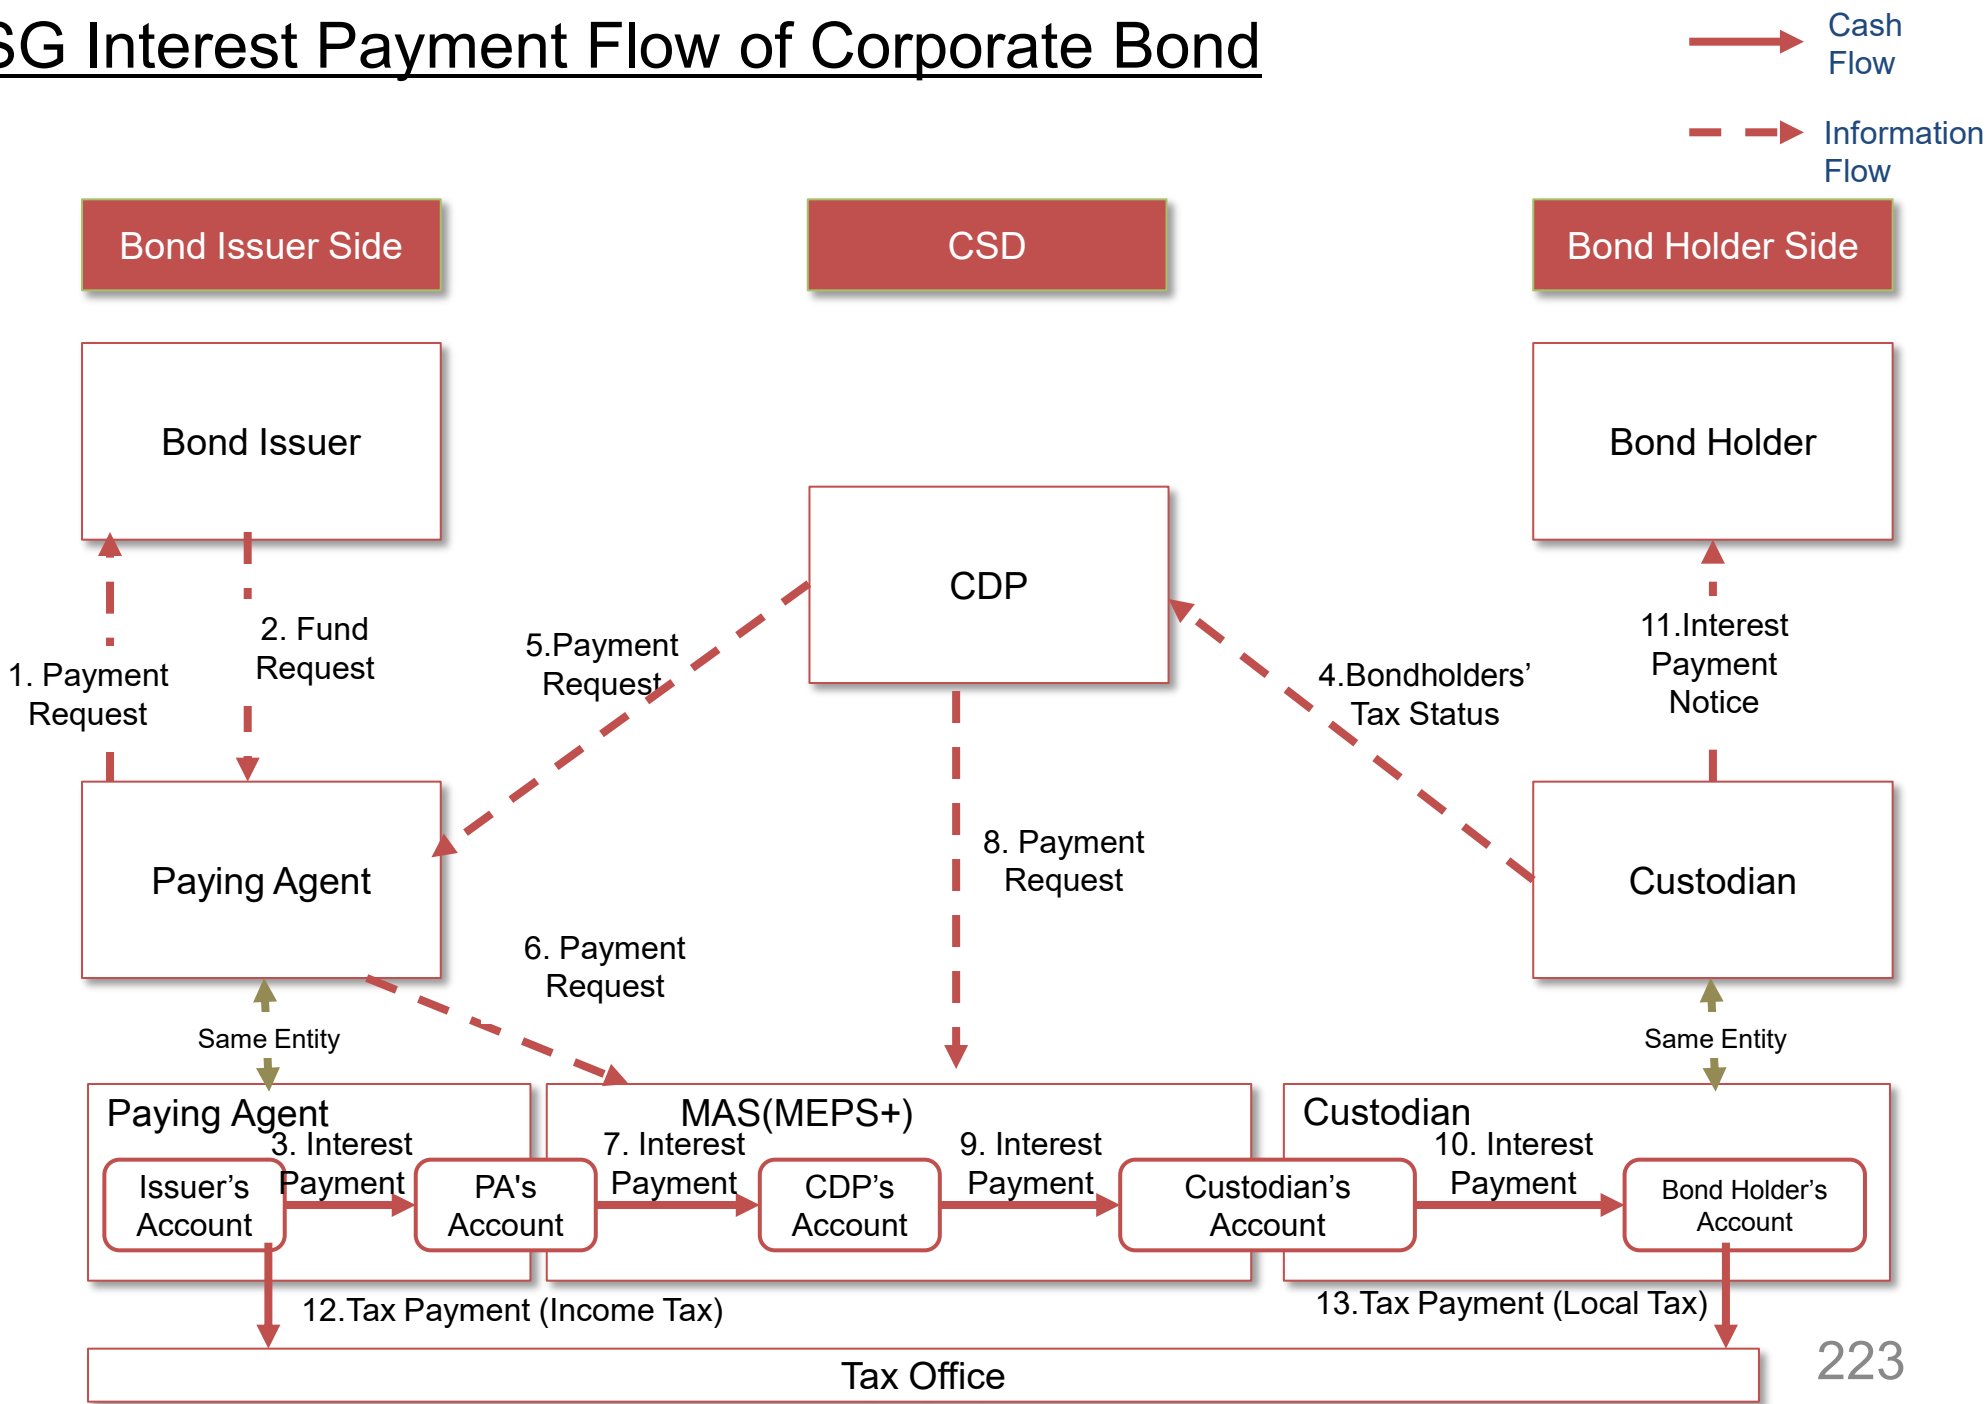 SG Interest Payment Flow of Corporate Bond
Cash
Flow
Information
Flow
Bond Issuer Side
CSD
Bond Holder Side
Bond Issuer
Bond Holder
CDP
1. Payment
Request
2. Fund
Request
5.Payment
Request
4.Bondholders’
Tax Status
11.Interest
Payment
Notice
Paying Agent
8. Payment
Request
Custodian
6. Payment
Request
Same Entity
Same Entity
Paying Agent
MAS(MEPS+)
Custodian
3. Interest
Payment
7. Interest
Payment
9. Interest
Payment
10. Interest
Payment
Issuer’s
Account
PA's
Account
CDP’s
Account
Custodian’s
Account
Bond Holder’s
Account
12.Tax Payment (Income Tax)
13.Tax Payment (Local Tax)
Tax Office
223